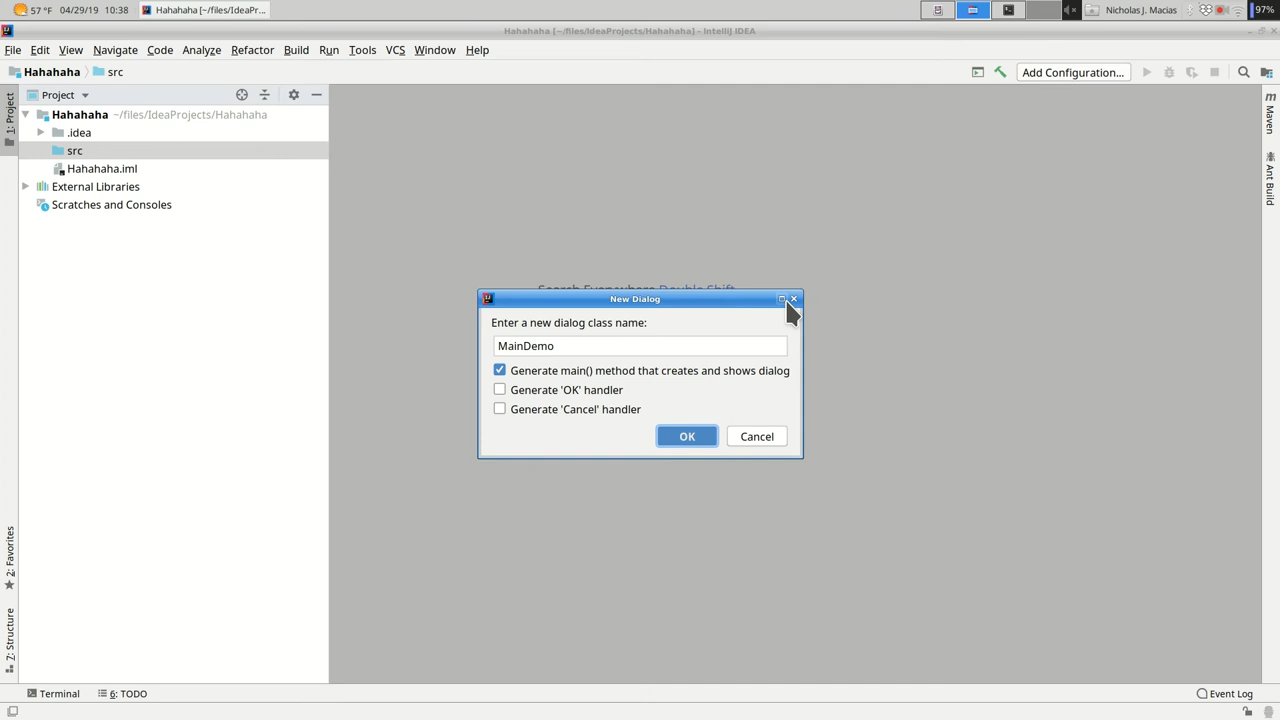 57 °F 04/29/19 10:38 Hahahaha [~/files/IdeaPr... Nicholas J. Macias 97%
Hahahaha [~/files/IdeaProjects/Hahahaha] - IntelliJ IDEA
File Edit View Navigate Code Analyze Refactor Build Run Tools VCS Window Help
Hahahaha src Add Configuration...
1: Project
Project
Hahahaha ~/files/IdeaProjects/Hahahaha
.idea
src
Hahahaha.iml
External Libraries
Scratches and Consoles
Search Everywhere Double Shift
New Dialog
Enter a new dialog class name:
MainDemo
Generate main() method that creates and shows dialog
Generate 'OK' handler
Generate 'Cancel' handler
OK Cancel
m Maven
Ant Build
2: Favorites
7: Structure
Terminal 6: TODO Event Log